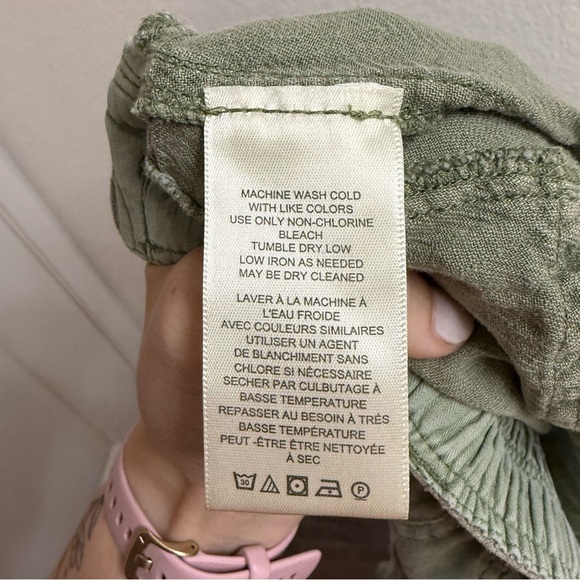 MACHINE WASH COLD
WITH LIKE COLORS
USE ONLY NON-CHLORINE
BLEACH
TUMBLE DRY LOW
LOW IRON AS NEEDED
MAY BE DRY CLEANED
LAVER À LA MACHINE À
L'EAU FROIDE
AVEC COULEURS SIMILAIRES
UTILISER UN AGENT
DE BLANCHIMENT SANS
CHLORE SI NÉCESSAIRE
SECHER PAR CULBUTAGE À
BASSE TEMPERATURE
REPASSER AU BESOIN À TRÉS
BASSE TEMPÉRATURE
PEUT -ÊTRE ÊTRE NETTOYÉE
À SEC
30 P